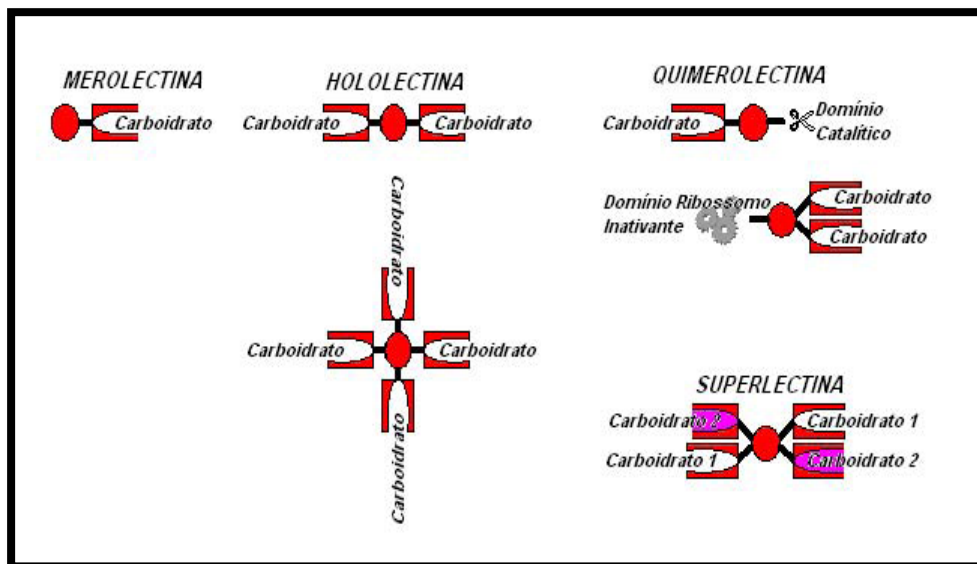 MEROLECTINA
Carboidrato
HOLOLECTINA
Carboidrato
Carboidrato
Carboidrato
Carboidrato
Carboidrato
Carboidrato
QUIMEROLECTINA
Carboidrato
Domínio
Catalítico
Domínio Ribossomo
Inativante
Carboidrato
Carboidrato
SUPERLECTINA
Carboidrato 2
Carboidrato 1
Carboidrato 1
Carboidrato 2